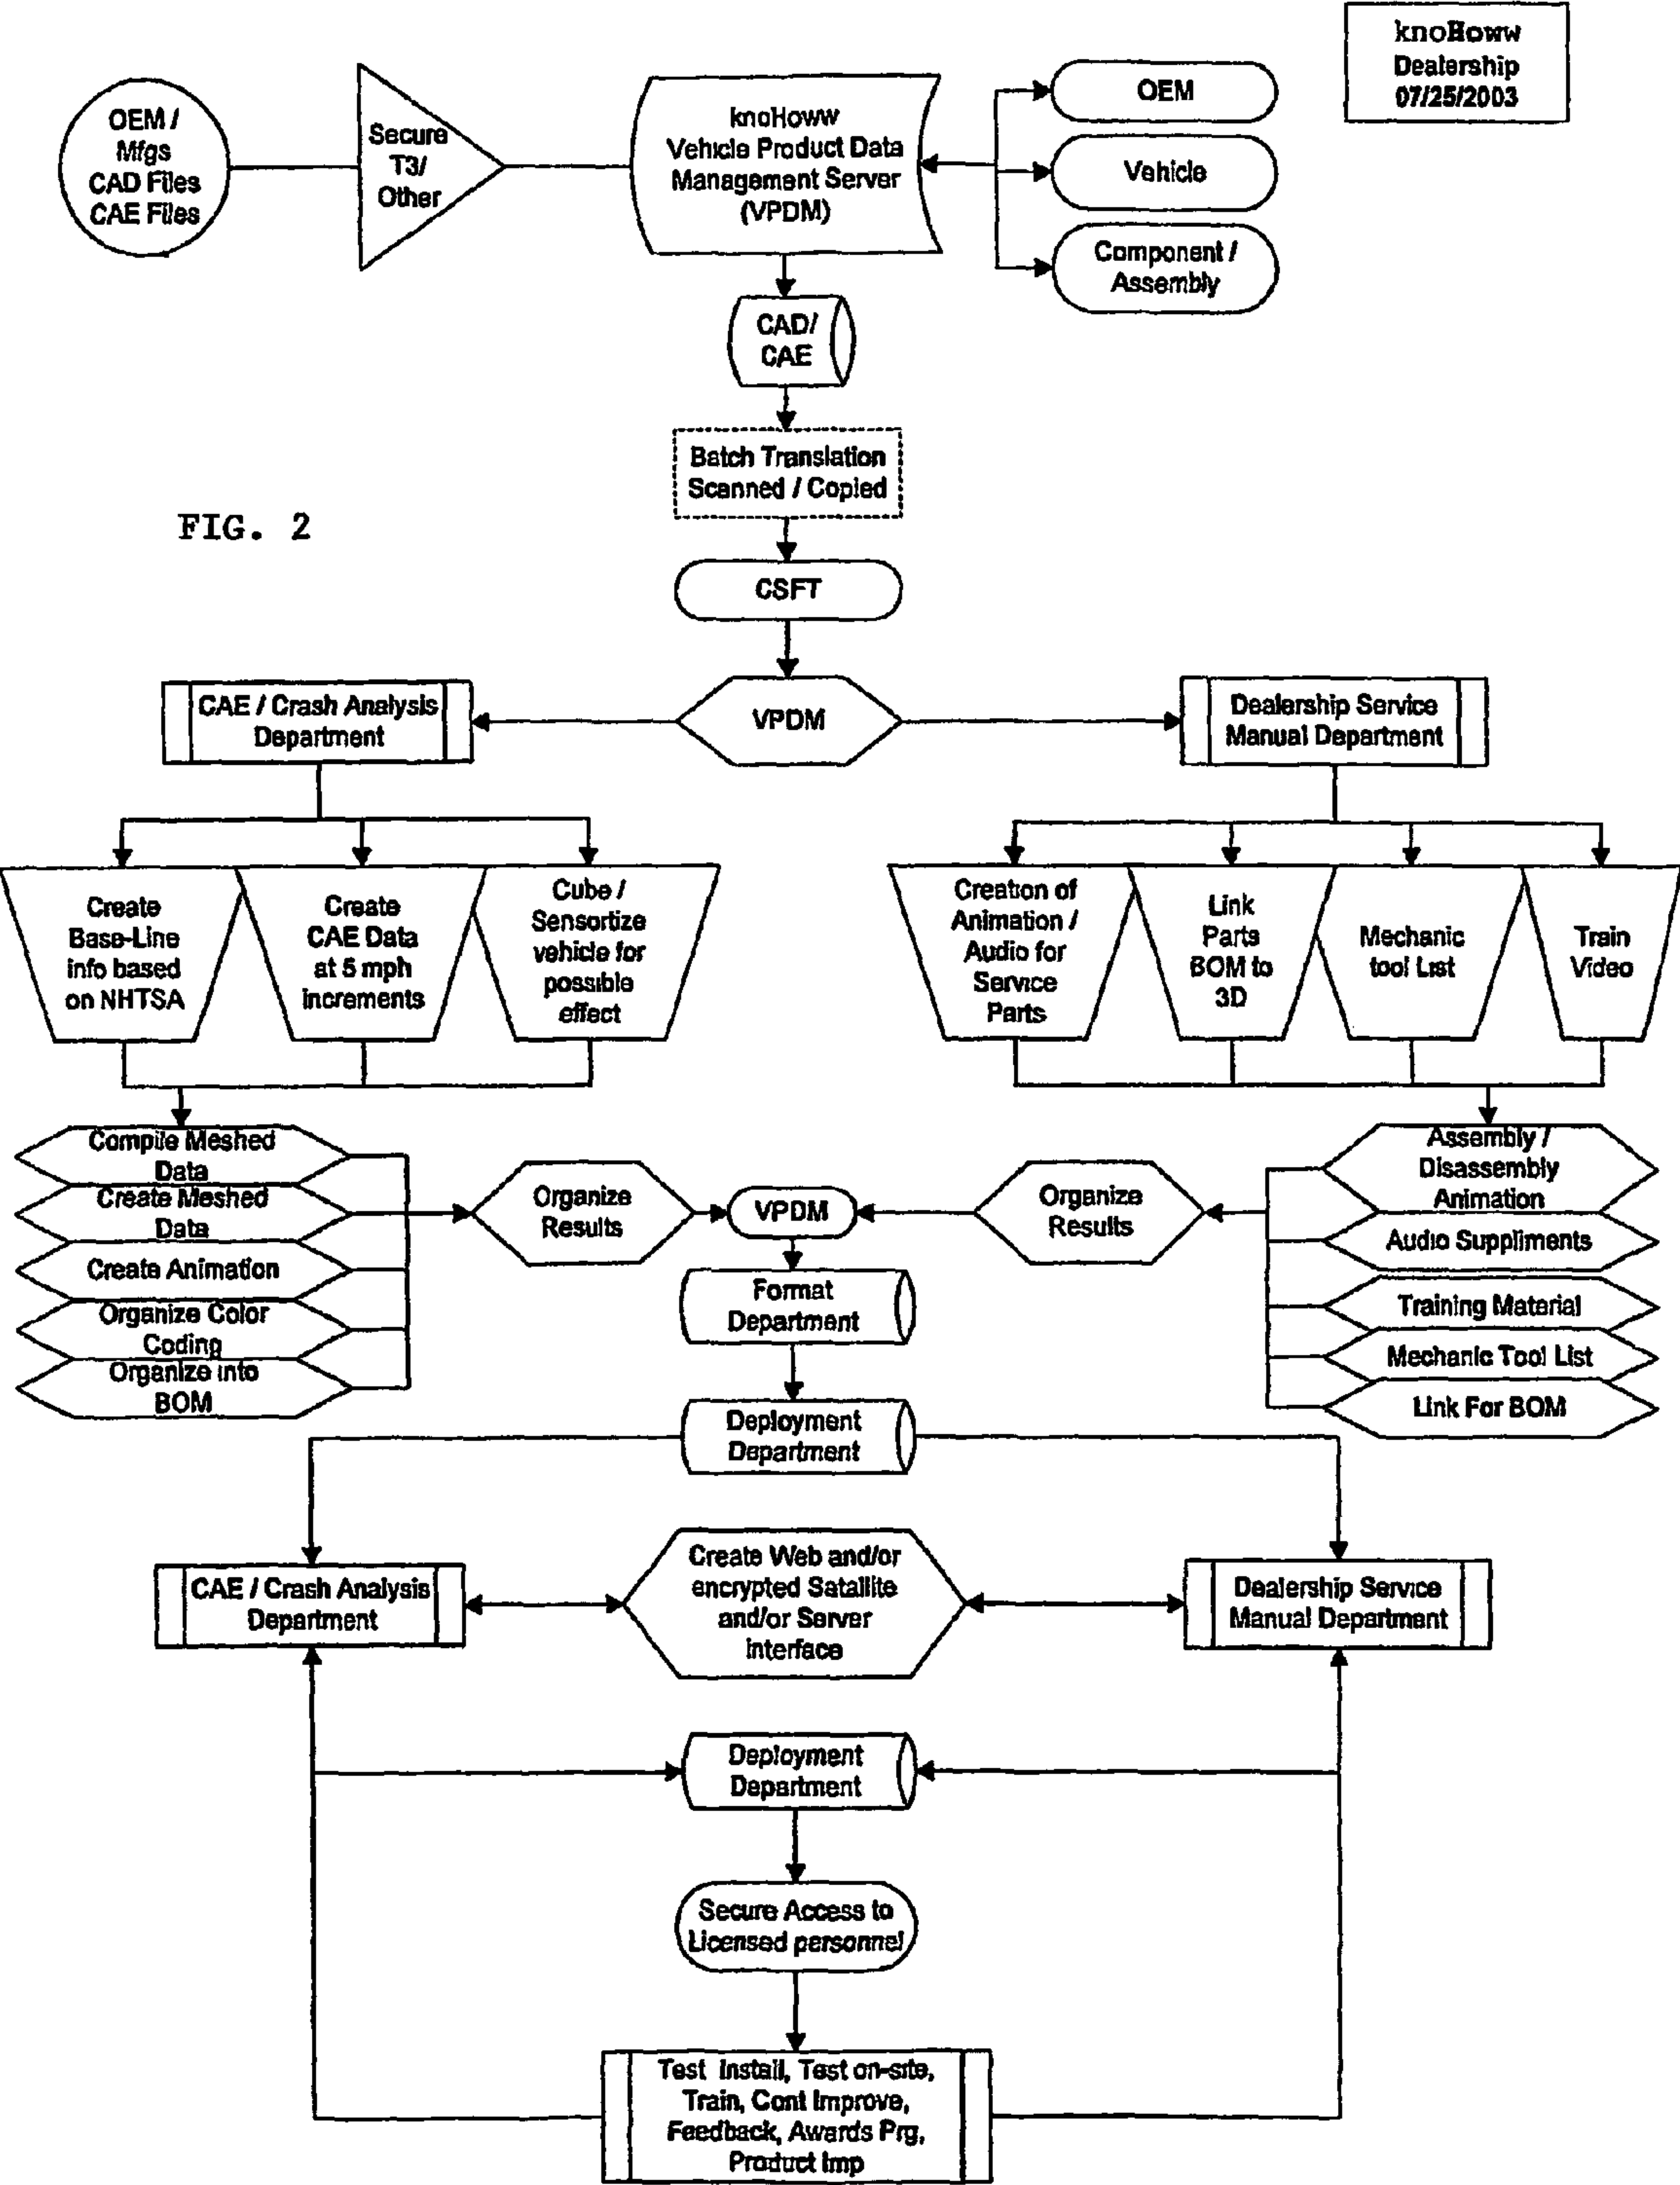 knoHoww
Dealership
07/25/2003
OEM /
Mfgs
CAD Files
CAE Files
Secure
T3/
Other
knoHoww
Vehicle Product Data
Management Server
(VPDM)
OEM
Vehicle
Component /
Assembly
CAD/
CAE
Batch Translation
Scanned / Copied
FIG. 2
CSFT
VPDM
CAE / Crash Analysis
Department
Dealership Service
Manual Department
Create
Base-Line
info based
on NHTSA
Create
CAE Data
at 5 mph
increments
Cube /
Sensortize
vehicle for
possible
effect
Creation of
Animation /
Audio for
Service
Parts
Link
Parts
BOM to
3D
Mechanic
tool List
Train
Video
Compile Meshed
Data
Create Meshed
Data
Create Animation
Organize Color
Coding
Organize into
BOM
Organize
Results
VPDM
Organize
Results
Assembly /
Disassembly
Animation
Audio Suppliments
Training Material
Mechanic Tool List
Link For BOM
Format
Department
Deployment
Department
CAE / Crash Analysis
Department
Create Web and/or
encrypted Satallite
and/or Server
interface
Dealership Service
Manual Department
Deployment
Department
Secure Access to
Licensed personnel
Test Install, Test on-site,
Train, Cont Improve,
Feedback, Awards Prg,
Product Imp